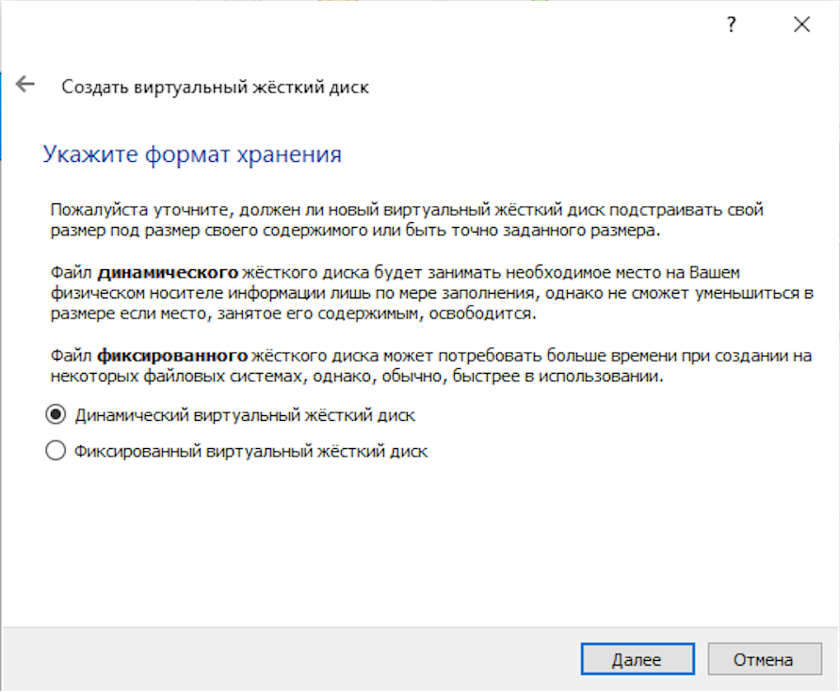 ?
Создать виртуальный жёсткий диск
Укажите формат хранения
Пожалуйста уточните, должен ли новый виртуальный жёсткий диск подстраивать свой
размер под размер своего содержимого или быть точно заданного размера.
Файл динамического жёсткого диска будет занимать необходимое место на Вашем
физическом носителе информации лишь по мере заполнения, однако не сможет уменьшиться в
размере если место, занятое его содержимым, освободится.
Файл фиксированного жёсткого диска может потребовать больше времени при создании на
некоторых файловых системах, однако, обычно, быстрее в использовании.
Динамический виртуальный жёсткий диск
Фиксированный виртуальный жёсткий диск
Далее
Отмена